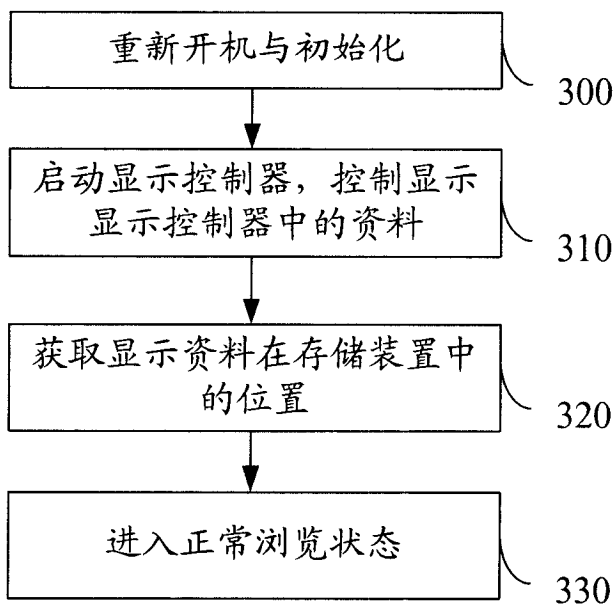 重新开机与初始化
300
启动显示控制器，控制显示
显示控制器中的资料
310
获取显示资料在存储装置中
的位置
320
进入正常浏览状态
330